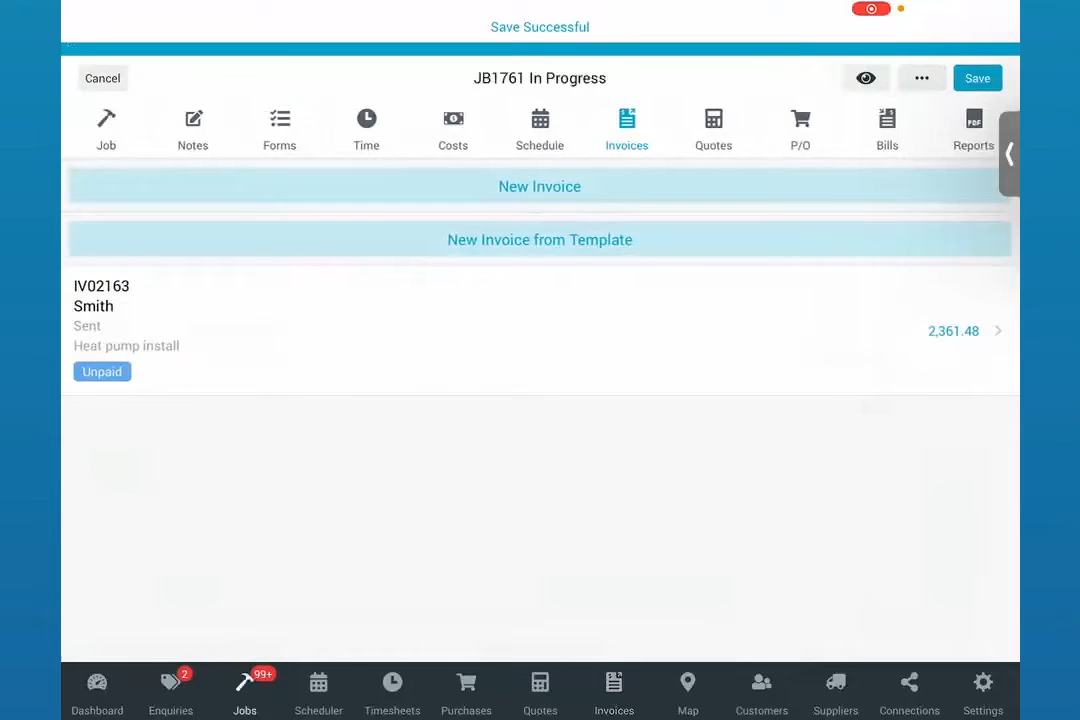 Save Successful
Cancel
JB1761 In Progress
Save
Job
Notes
Forms
Time
Costs
Schedule
Invoices
Quotes
P/O
Bills
PDF
Reports
New Invoice
New Invoice from Template
IV02163
Smith
Sent
Heat pump install
2,361.48
Unpaid
2
99+
Dashboard
Enquiries
Jobs
Scheduler
Timesheets
Purchases
Quotes
Invoices
Map
Customers
Suppliers
Connections
Settings